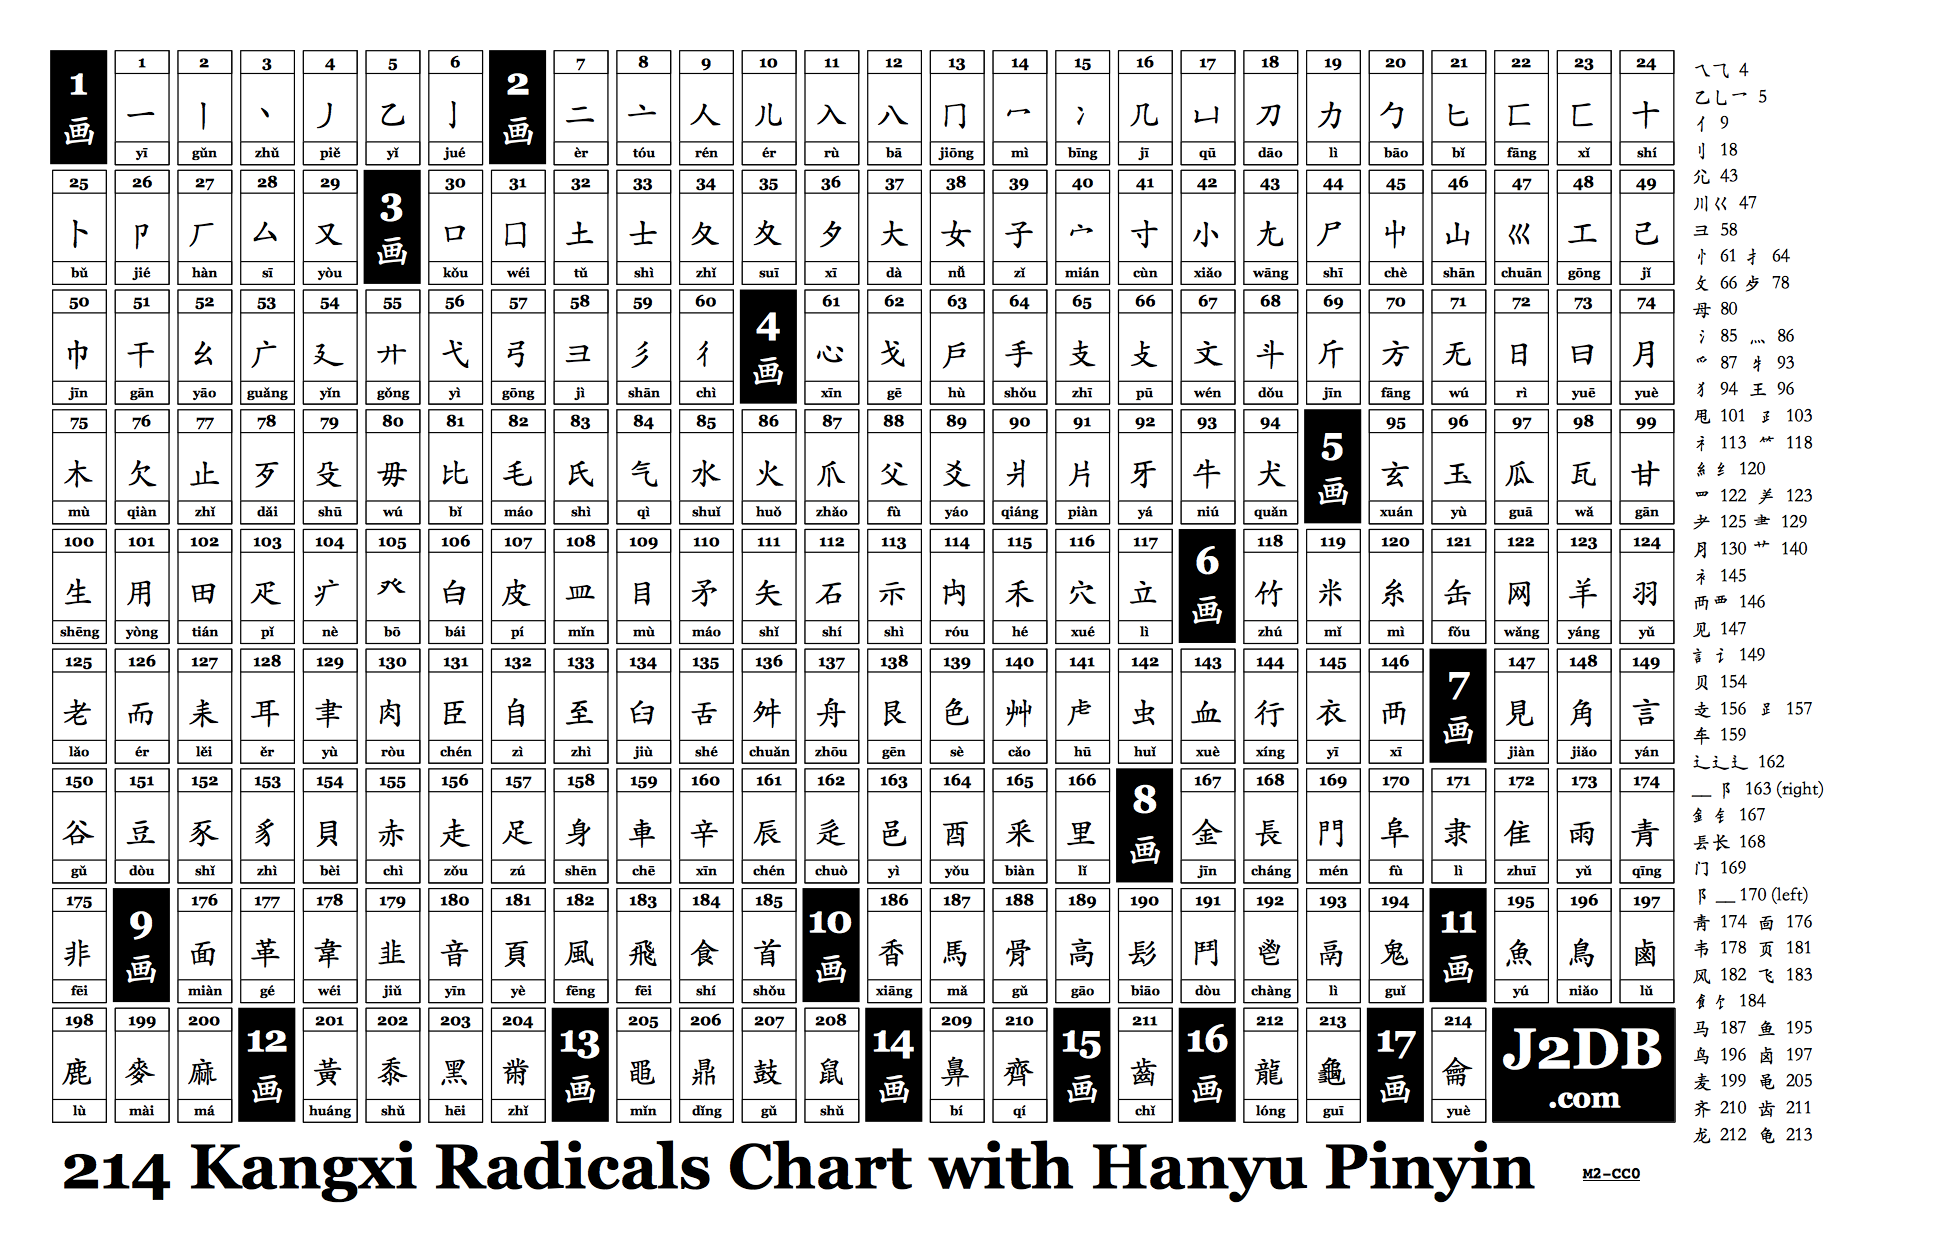 1 1 2 3 4 5 6 2 7 8 9 10 11 12 13 14 15 16 17 18 19 20 21 22 23 24
画 一 丨 丶 丿 乙 亅 画 二 亠 人 儿 入 八 冂 冖 冫 几 凵 刀 力 勹 匕 匚 匸 十
yī gǔn zhǔ piě yǐ jué èr tóu rén ér rù bā jiōng mì bīng jī qū dāo lì bāo bǐ fāng xǐ shí
25 26 27 28 29 3 30 31 32 33 34 35 36 37 38 39 40 41 42 43 44 45 46 47 48 49
卜 卩 厂 厶 又 画 口 囗 土 士 夂 夊 夕 大 女 子 宀 寸 小 尢 尸 屮 山 巛 工 己
bǔ jié hàn sī yòu kǒu wéi tǔ shì zhǐ suī xī dà nǚ zǐ mián cùn xiǎo wāng shī chè shān chuān gōng jǐ
50 51 52 53 54 55 56 57 58 59 60 4 61 62 63 64 65 66 67 68 69 70 71 72 73 74
巾 干 幺 广 廴 廾 弋 弓 彐 彡 彳 画 心 戈 戶 手 支 攴 文 斗 斤 方 无 日 曰 月
jīn gān yāo guǎng yǐn gǒng yì gōng jì shān chì xīn gē hù shǒu zhī pū wén dǒu jīn fāng wú rì yuē yuè
75 76 77 78 79 80 81 82 83 84 85 86 87 88 89 90 91 92 93 94 5 95 96 97 98 99
木 欠 止 歹 殳 毋 比 毛 氏 气 水 火 爪 父 爻 爿 片 牙 牛 犬 画 玄 玉 瓜 瓦 甘
mù qiàn zhǐ dǎi shū wú bǐ máo shì qì shuǐ huǒ zhǎo fù yáo qiáng piàn yá niú quǎn xuán yù guā wǎ gān
100 101 102 103 104 105 106 107 108 109 110 111 112 113 114 115 116 117 6 118 119 120 121 122 123 124
生 用 田 疋 疒 癶 白 皮 皿 目 矛 矢 石 示 禸 禾 穴 立 画 竹 米 糸 缶 网 羊 羽
shēng yòng tián pǐ nè bō bái pí mǐn mù máo shǐ shí shì róu hé xué lì zhú mǐ mì fǒu wǎng yáng yǔ
125 126 127 128 129 130 131 132 133 134 135 136 137 138 139 140 141 142 143 144 145 146 7 147 148 149
老 而 耒 耳 聿 肉 臣 自 至 臼 舌 舛 舟 艮 色 艸 虍 虫 血 行 衣 襾 画 見 角 言
lǎo ér lěi ěr yù ròu chén zì zhì jiù shé chuǎn zhōu gēn sè cǎo hū huǐ xuè xíng yī xī jiàn jiǎo yán
150 151 152 153 154 155 156 157 158 159 160 161 162 163 164 165 166 8 167 168 169 170 171 172 173 174
谷 豆 豕 豸 貝 赤 走 足 身 車 辛 辰 辵 邑 酉 釆 里 画 金 長 門 阜 隶 隹 雨 青
gǔ dòu shǐ zhì bèi chì zǒu zú shēn chē xīn chén chuò yì yǒu biàn lǐ jīn cháng mén fù lì zhuī yǔ qīng
175 9 176 177 178 179 180 181 182 183 184 185 10 186 187 188 189 190 191 192 193 194 11 195 196 197
非 画 面 革 韋 韭 音 頁 風 飛 食 首 画 香 馬 骨 高 髟 鬥 鬯 鬲 鬼 画 魚 鳥 鹵
fēi miàn gé wéi jiǔ yīn yè fēng fēi shí shǒu xiāng mǎ gǔ gāo biāo dòu chàng lì guǐ yú niǎo lǔ
198 199 200 12 201 202 203 204 13 205 206 207 208 14 209 210 15 211 16 212 213 17 214 J2DB
鹿 麥 麻 画 黃 黍 黑 黹 画 黽 鼎 鼓 鼠 画 鼻 齊 画 齒 画 龍 龜 画 龠 .com
lù mài má huáng shǔ hēi zhǐ mǐn dǐng gǔ shǔ bí qí chǐ lóng guī yuè
214 Kangxi Radicals Chart with Hanyu Pinyin M2-CC0
乀⺄ 4
乙乚乛 5
亻 9
刂 18
尣 43
川巜 47
彐 58
忄 61 扌 64
攵 66 歺 78
母 80
氵 85 灬 86
爫 87 牜 93
犭 94 王 96
甩 101 ⺪ 103
礻 113 ⺮ 118
糹纟 120
罒 122 ⺶ 123
耂 125 肀 129
月 130 艹 140
衤 145
西覀 146
见 147
訁讠 149
贝 154
赱 156 ⻊ 157
车 159
辶辶辶 162
__ 阝 163 (right)
釒钅 167
镸长 168
门 169
阝 __ 170 (left)
青 174 面 176
韦 178 页 181
风 182 飞 183
飠饣 184
马 187 鱼 195
鸟 196 卤 197
麦 199 黾 205
齐 210 齿 211
龙 212 龟 213